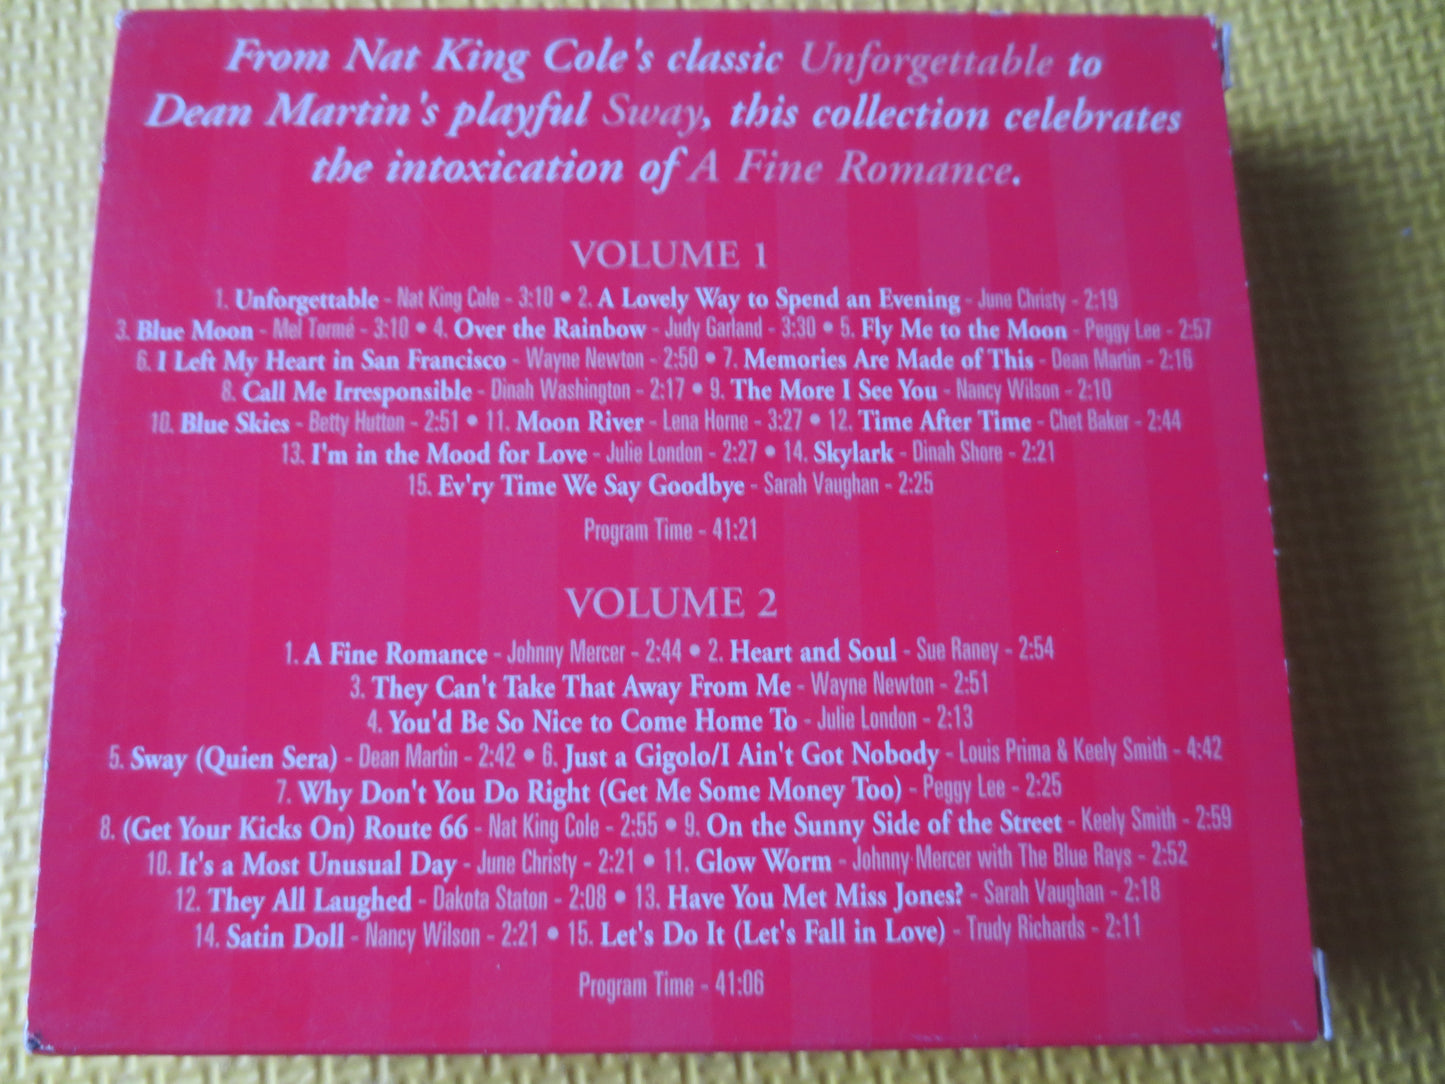 From Nat King Cole's classic Unforgettable to
Dean Martin's playful Sway, this collection celebrates
the intoxication of A Fine Romance.
VOLUME 1
1. Unforgettable - Nat King Cole - 3:10 • 2. A Lovely Way to Spend an Evening - June Christy - 2:19
3. Blue Moon - Mel Tormé - 3:10 • 4. Over the Rainbow - Judy Garland - 3:30 • 5. Fly Me to the Moon - Peggy Lee - 2:57
6. I Left My Heart in San Francisco - Wayne Newton - 2:50 • 7. Memories Are Made of This - Dean Martin - 2:16
8. Call Me Irresponsible - Dinah Washington - 2:17 • 9. The More I See You - Nancy Wilson - 2:10
10. Blue Skies - Betty Hutton - 2:51 • 11. Moon River - Lena Horne - 3:27 • 12. Time After Time - Chet Baker - 2:44
13. I'm in the Mood for Love - Julie London - 2:27 • 14. Skylark - Dinah Shore - 2:21
15. Ev'ry Time We Say Goodbye - Sarah Vaughan - 2:25
Program Time - 41:21
VOLUME 2
1. A Fine Romance - Johnny Mercer - 2:44 • 2. Heart and Soul - Sue Raney - 2:54
3. They Can't Take That Away From Me - Wayne Newton - 2:51
4. You'd Be So Nice to Come Home To - Julie London - 2:13
5. Sway (Quien Sera) - Dean Martin - 2:42 • 6. Just a Gigolo/I Ain't Got Nobody - Louis Prima & Keely Smith - 4:42
7. Why Don't You Do Right (Get Me Some Money Too) - Peggy Lee - 2:25
8. (Get Your Kicks On) Route 66 - Nat King Cole - 2:55 • 9. On the Sunny Side of the Street - Keely Smith - 2:59
10. It's a Most Unusual Day - June Christy - 2:21 • 11. Glow Worm - Johnny Mercer with The Blue Rays - 2:52
12. They All Laughed - Dakota Staton - 2:08 • 13. Have You Met Miss Jones? - Sarah Vaughan - 2:18
14. Satin Doll - Nancy Wilson - 2:21 • 15. Let's Do It (Let's Fall in Love) - Trudy Richards - 2:11
Program Time - 41:06